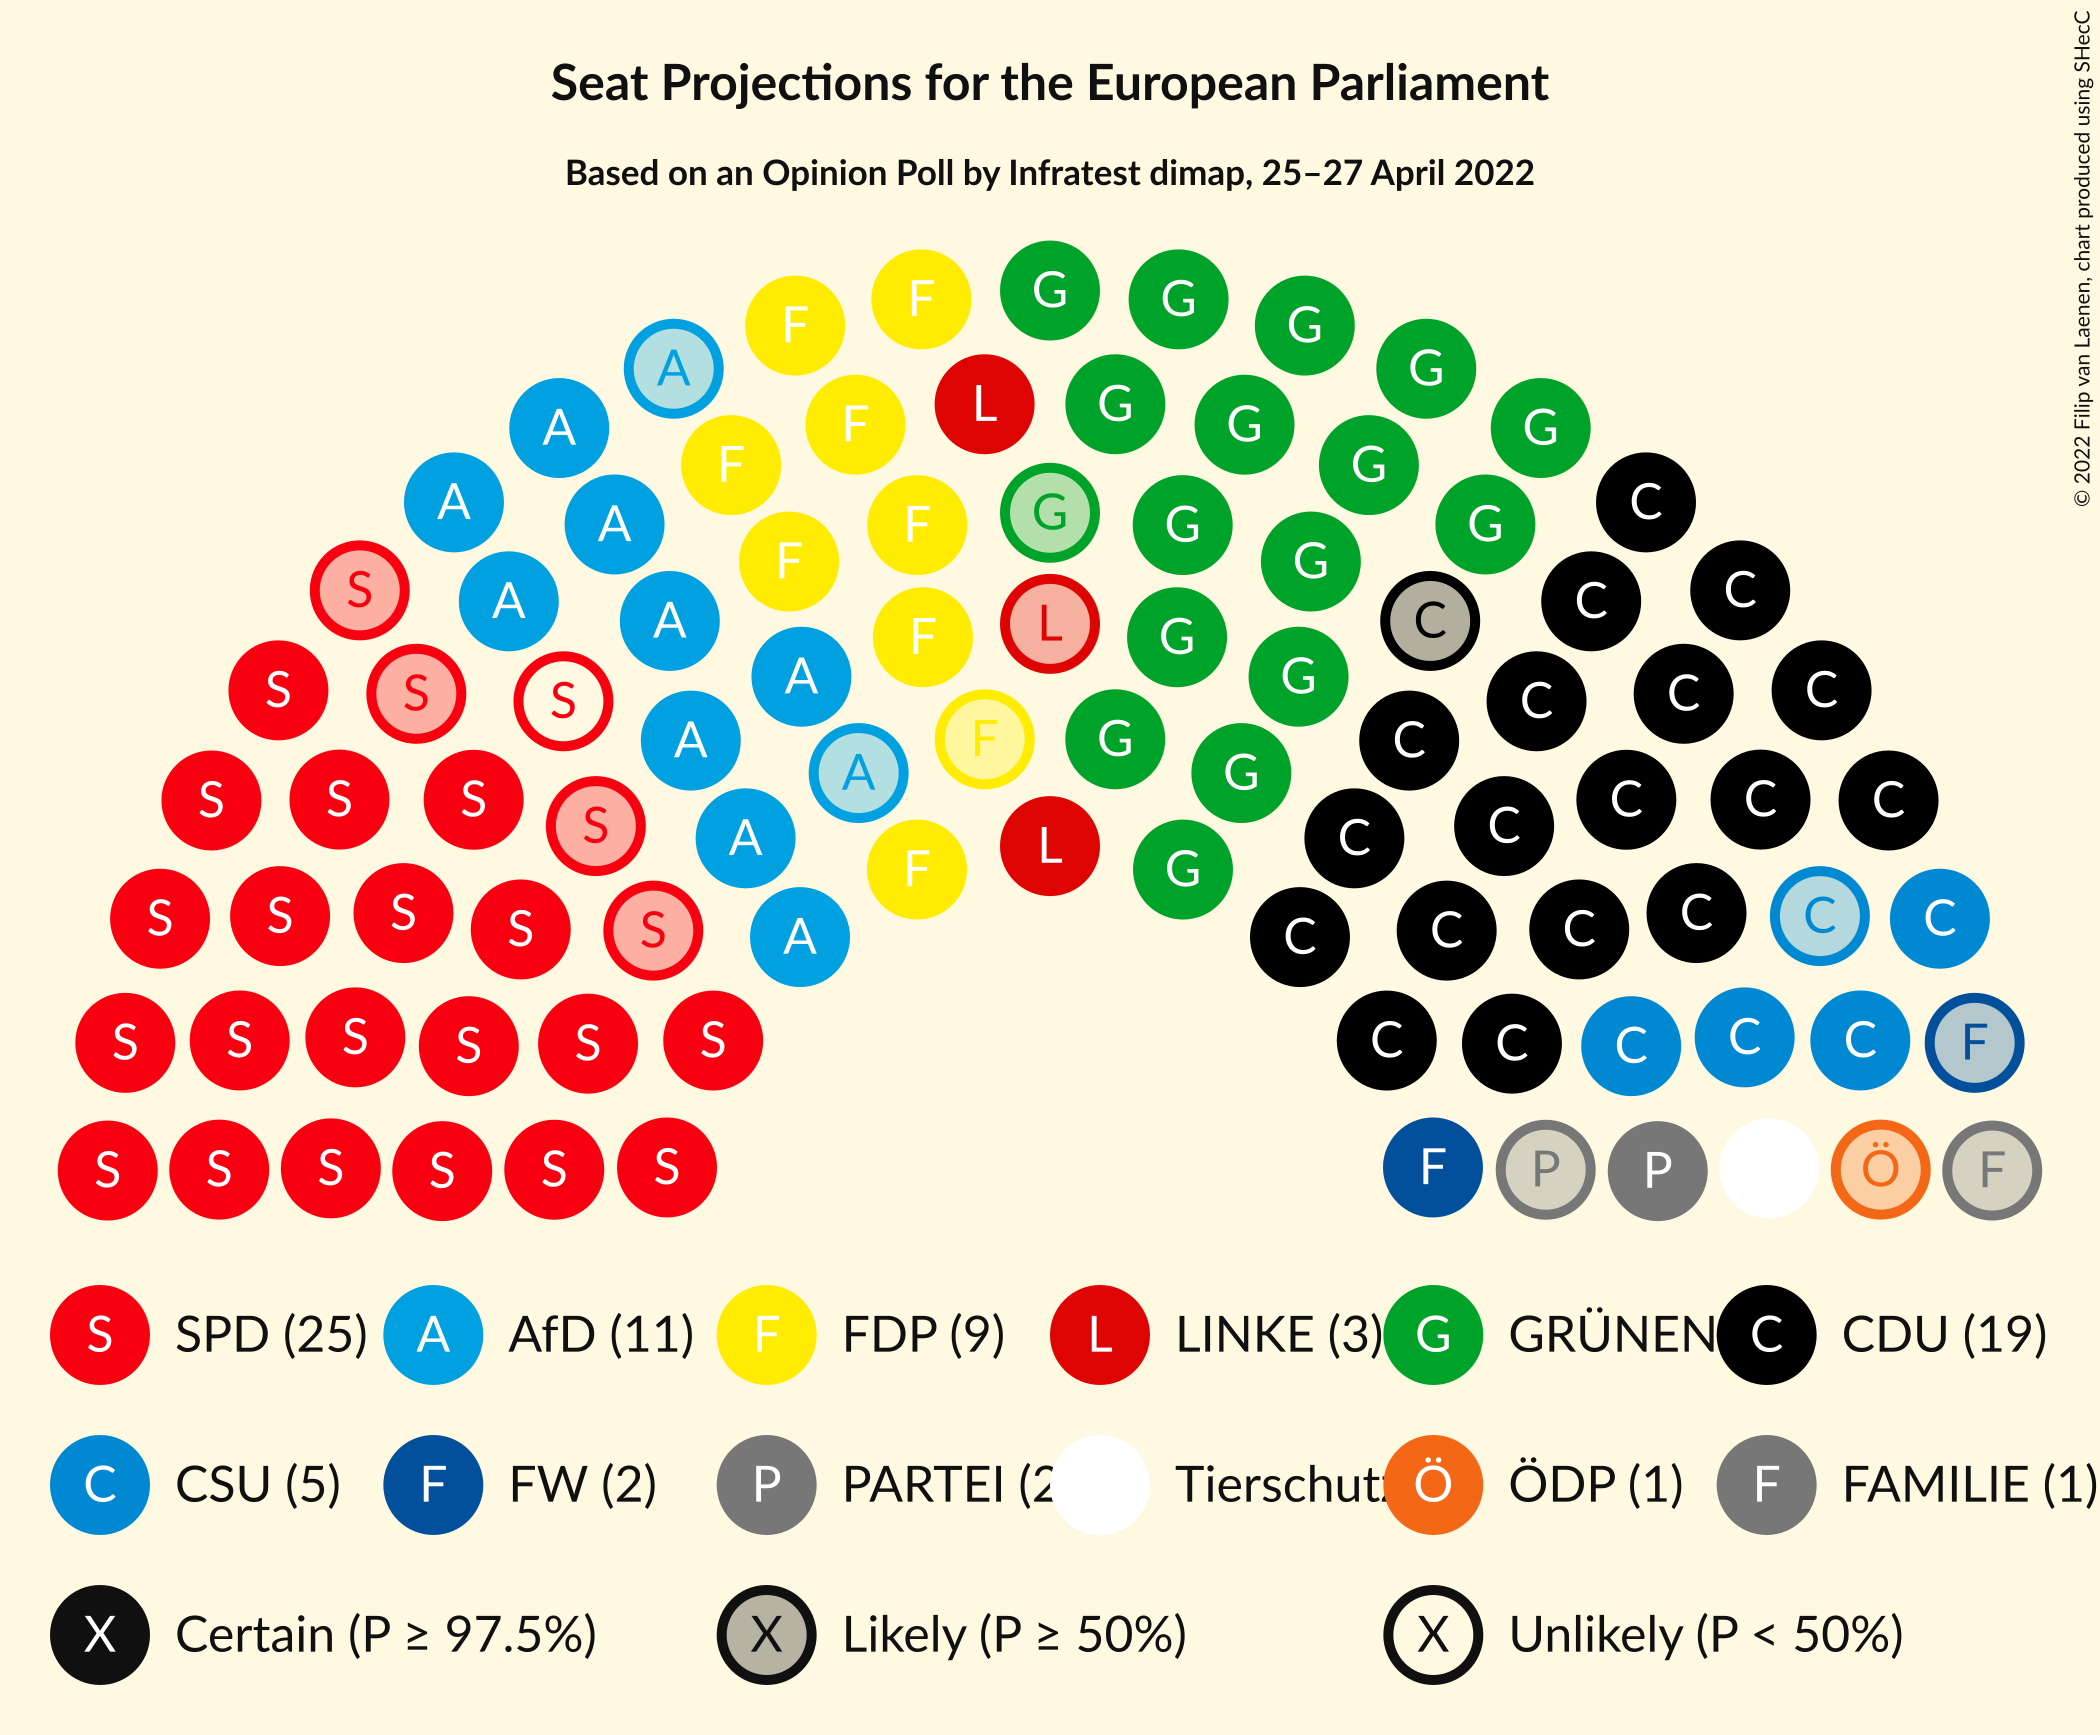 Seat Projections for the European Parliament
Based on an Opinion Poll by Infratest dimap, 25–27 April 2022
© 2022 Filip van Laenen, chart produced using SHecC
G
F G
F G
A G
L G
F G
A G
F G
A C
G
F G
A G
F G
S C
A C
L
F G
A C
A G
S C
S C
S C
F G
A C
A G
S C
S C
S C
S C
A C
L
F G
S C
S C
S C
S C
S C
A C
S C
S C
S C
S C
S C
S F
S S S S S S F P P Ö F
S SPD (25) A AfD (11) F FDP (9) L LINKE (3) G GRÜNEN C CDU (19)
C CSU (5) F FW (2) P PARTEI (2 Tierschutz Ö ÖDP (1) F FAMILIE (1)
X Certain (P ≥ 97.5%) X Likely (P ≥ 50%) X Unlikely (P < 50%)